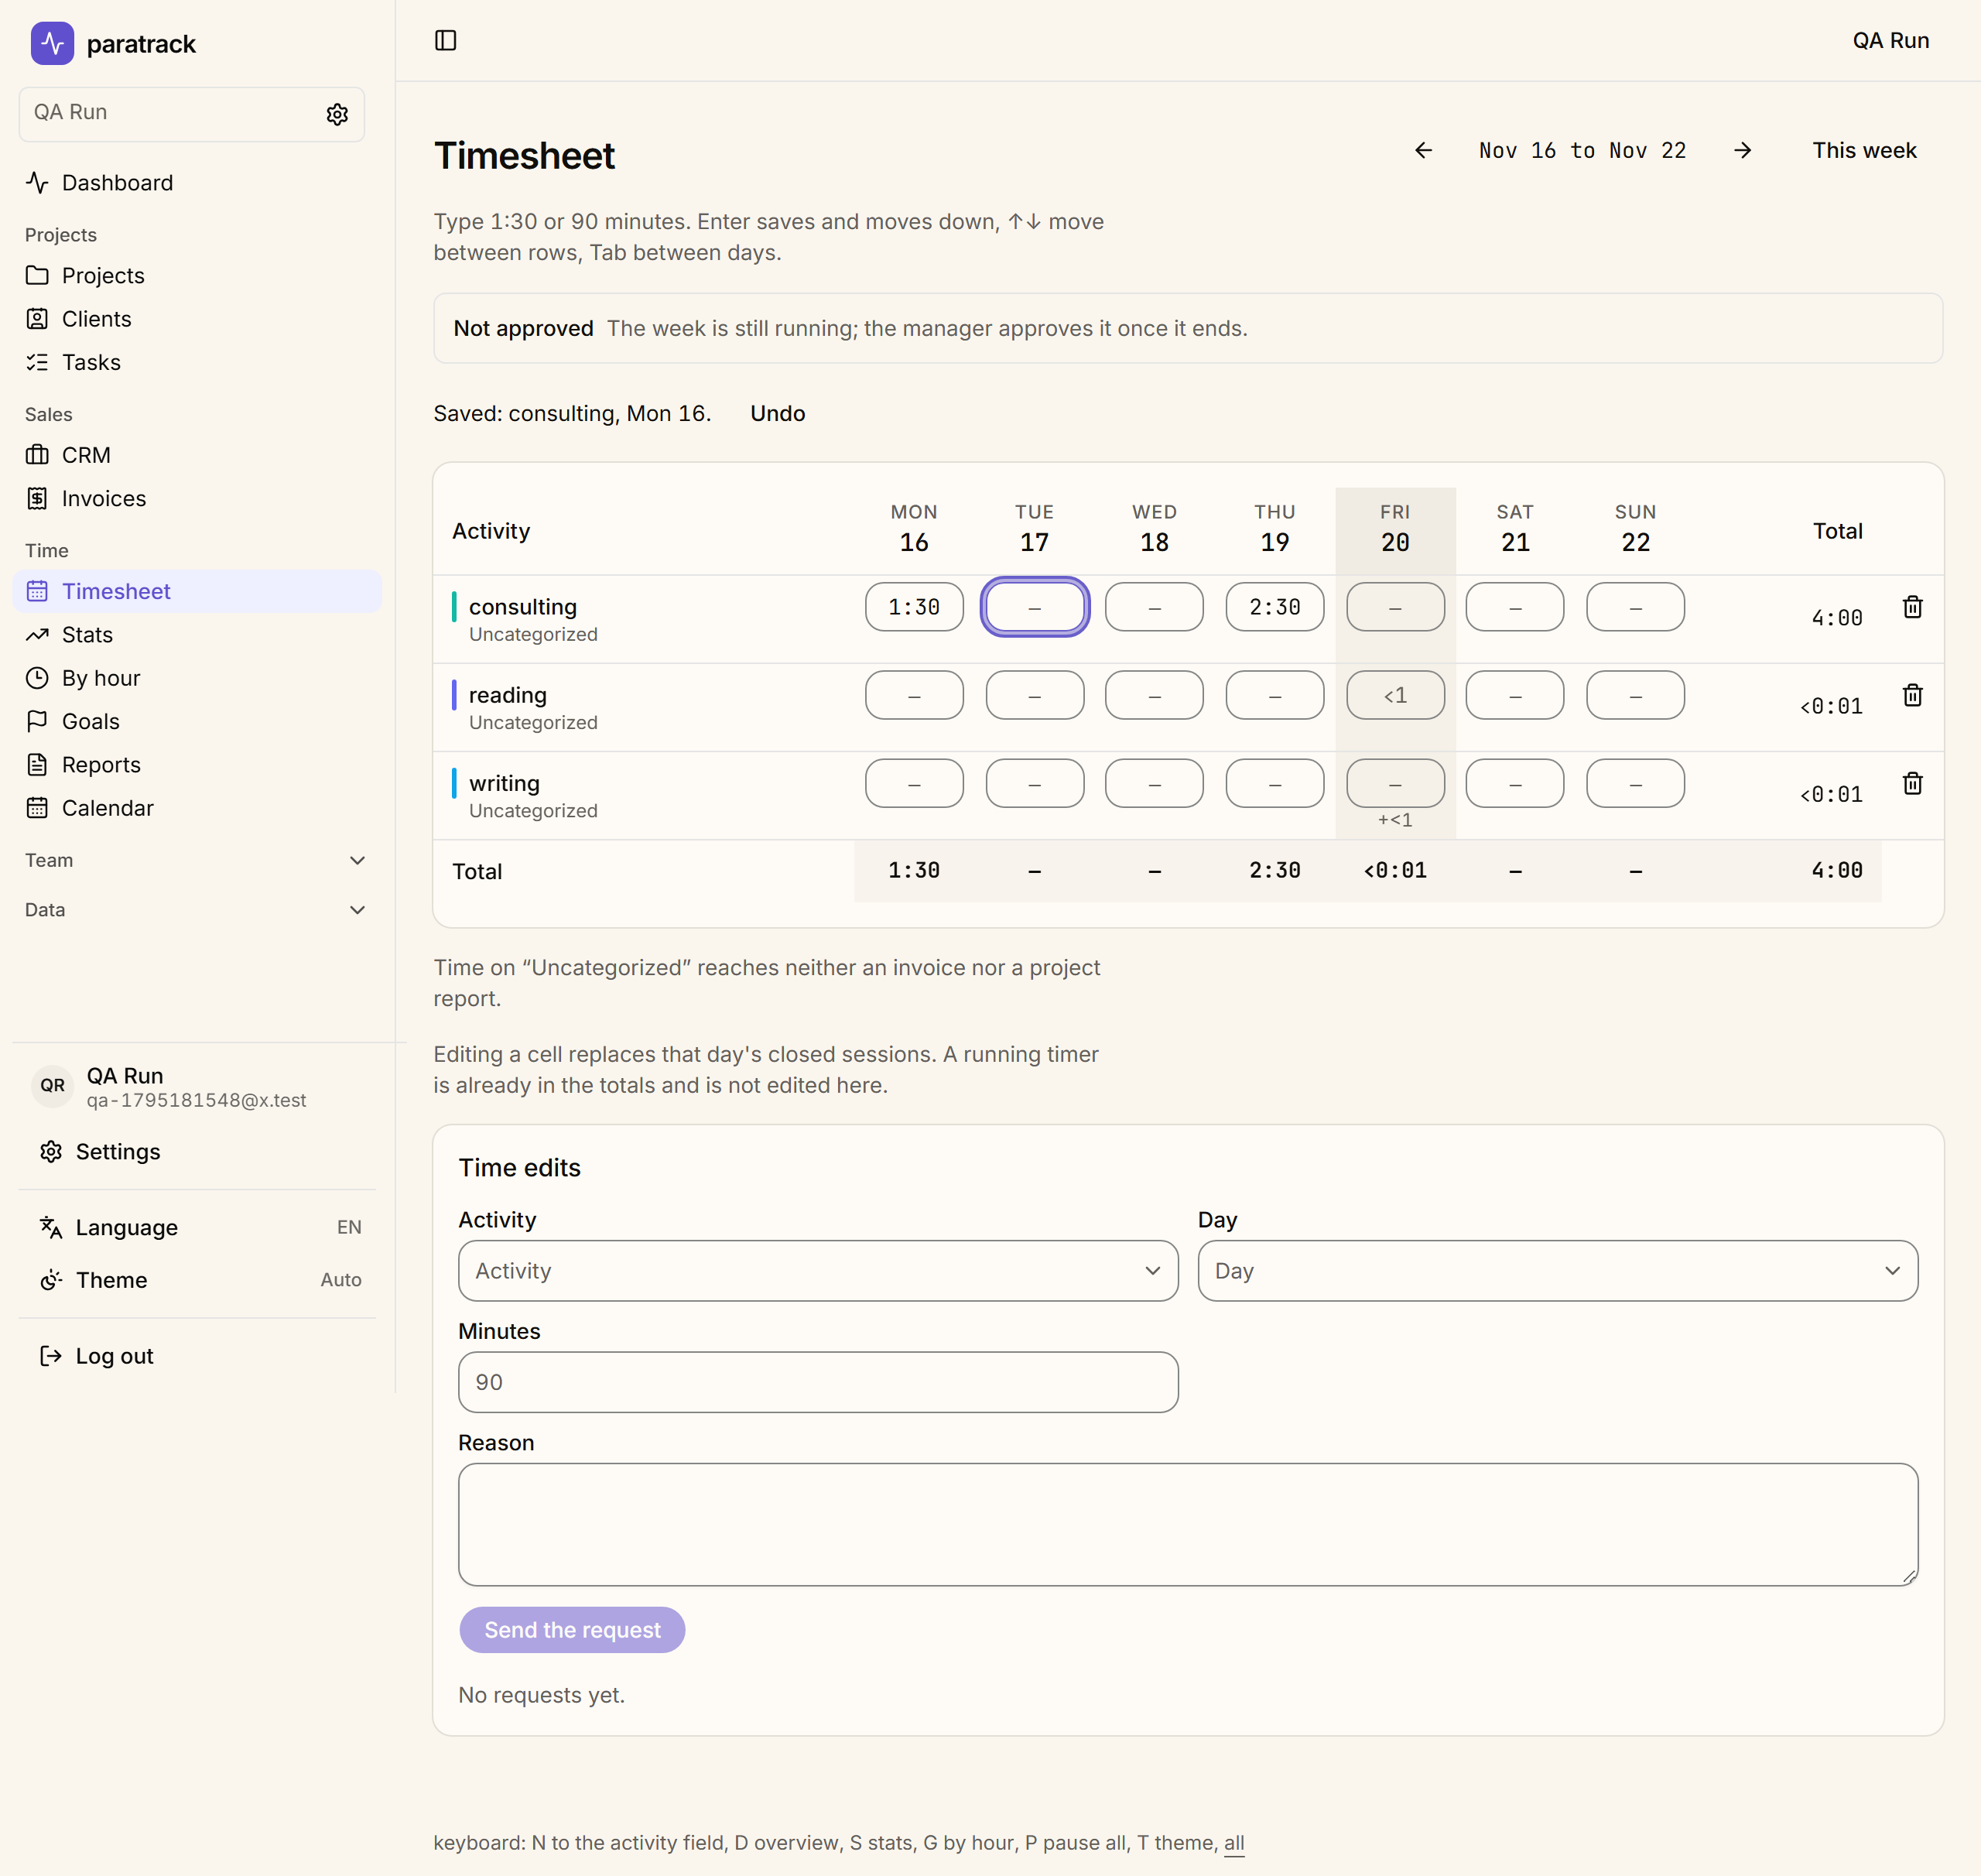 paratrack
QA Run
Dashboard
Projects
Projects
Clients
Tasks
Sales
CRM
Invoices
Time
Timesheet
Stats
By hour
Goals
Reports
Calendar
Team
Data
QR
QA Run
qa-1795181548@x.test
Settings
Language EN
Theme Auto
Log out
QA Run
Timesheet
← Nov 16 to Nov 22 → This week
Type 1:30 or 90 minutes. Enter saves and moves down, ↑↓ move
between rows, Tab between days.
Not approved The week is still running; the manager approves it once it ends.
Saved: consulting, Mon 16. Undo
Activity MON 16 TUE 17 WED 18 THU 19 FRI 20 SAT 21 SUN 22 Total
consulting 1:30 – – 2:30 – – – 4:00
Uncategorized
reading – – – – <1 – – <0:01
Uncategorized
writing – – – – – – – <0:01
Uncategorized +<1
Total 1:30 – – 2:30 <0:01 – – 4:00
Time on “Uncategorized” reaches neither an invoice nor a project
report.
Editing a cell replaces that day's closed sessions. A running timer
is already in the totals and is not edited here.
Time edits
Activity Day
Activity Day
Minutes
90
Reason
Send the request
No requests yet.
keyboard: N to the activity field, D overview, S stats, G by hour, P pause all, T theme, all